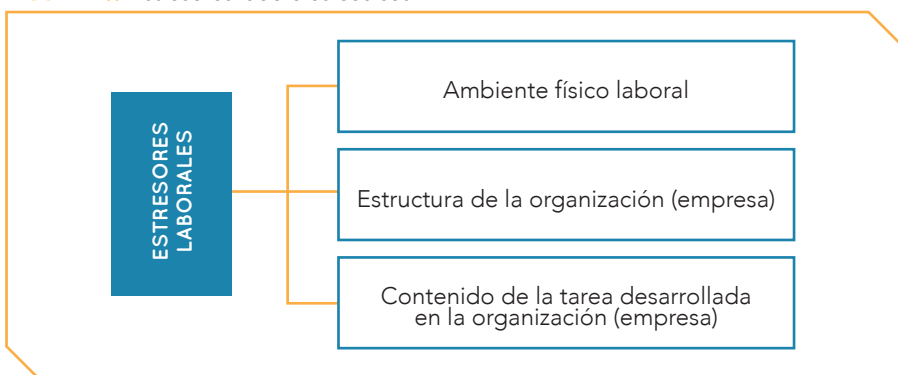 ESTRESORES
LABORALES
Ambiente físico laboral
Estructura de la organización (empresa)
Contenido de la tarea desarrollada
en la organización (empresa)